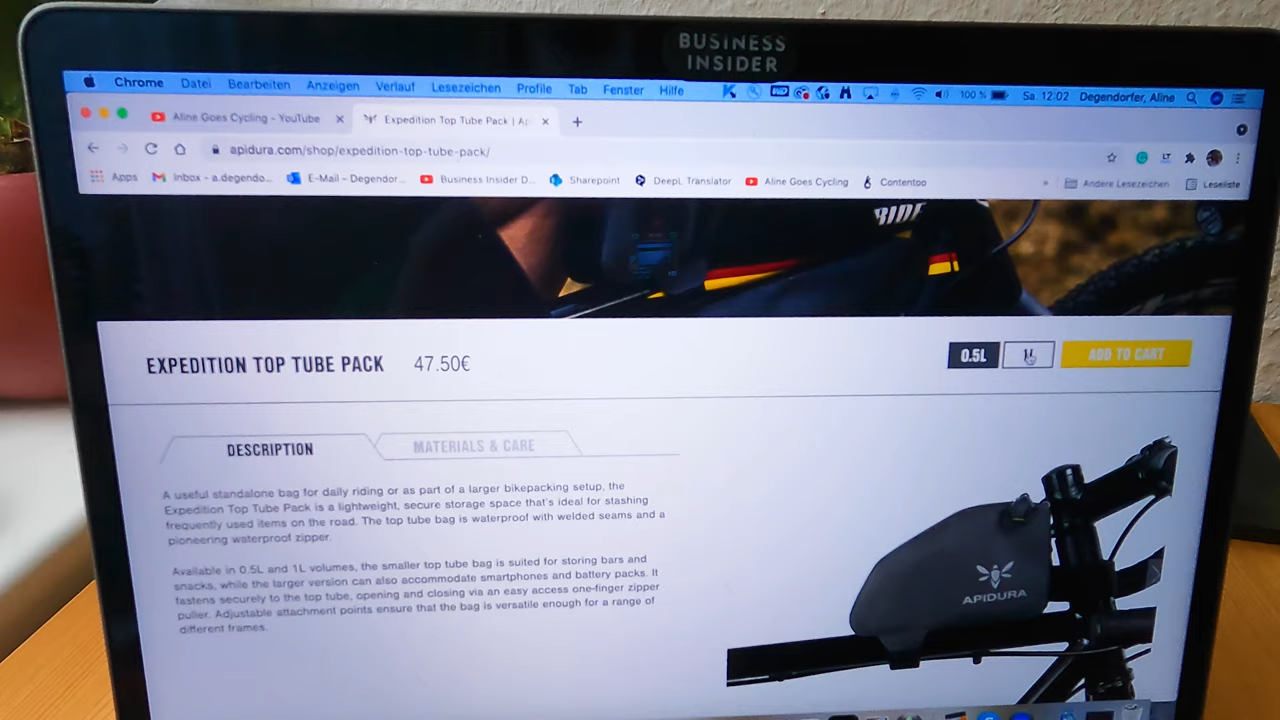 BUSINESS
INSIDER
Chrome Datei Bearbeiten Anzeigen Verlauf Lesezeichen Profile Tab Fenster Hilfe 100 % Sa. 12:02 Degendorfer, Aline
Aline Goes Cycling - YouTube Expedition Top Tube Pack | Ap
apidura.com/shop/expedition-top-tube-pack/
Apps Inbox - a.degendo... E-Mail – Degendor... Business Insider D... Sharepoint DeepL Translator Aline Goes Cycling Contentoo » Andere Lesezeichen Leseliste
RIDE
EXPEDITION TOP TUBE PACK 47.50€ 0.5L ADD TO CART
DESCRIPTION MATERIALS & CARE
A useful standalone bag for daily riding or as part of a larger bikepacking setup, the
Expedition Top Tube Pack is a lightweight, secure storage space that's ideal for stashing
frequently used items on the road. The top tube bag is waterproof with welded seams and a
pioneering waterproof zipper.
Available in 0.5L and 1L volumes, the smaller top tube bag is suited for storing bars and
snacks, while the larger version can also accommodate smartphones and battery packs. It
fastens securely to the top tube, opening and closing via an easy access one-finger zipper
puller. Adjustable attachment points ensure that the bag is versatile enough for a range of
different frames.
APIDURA